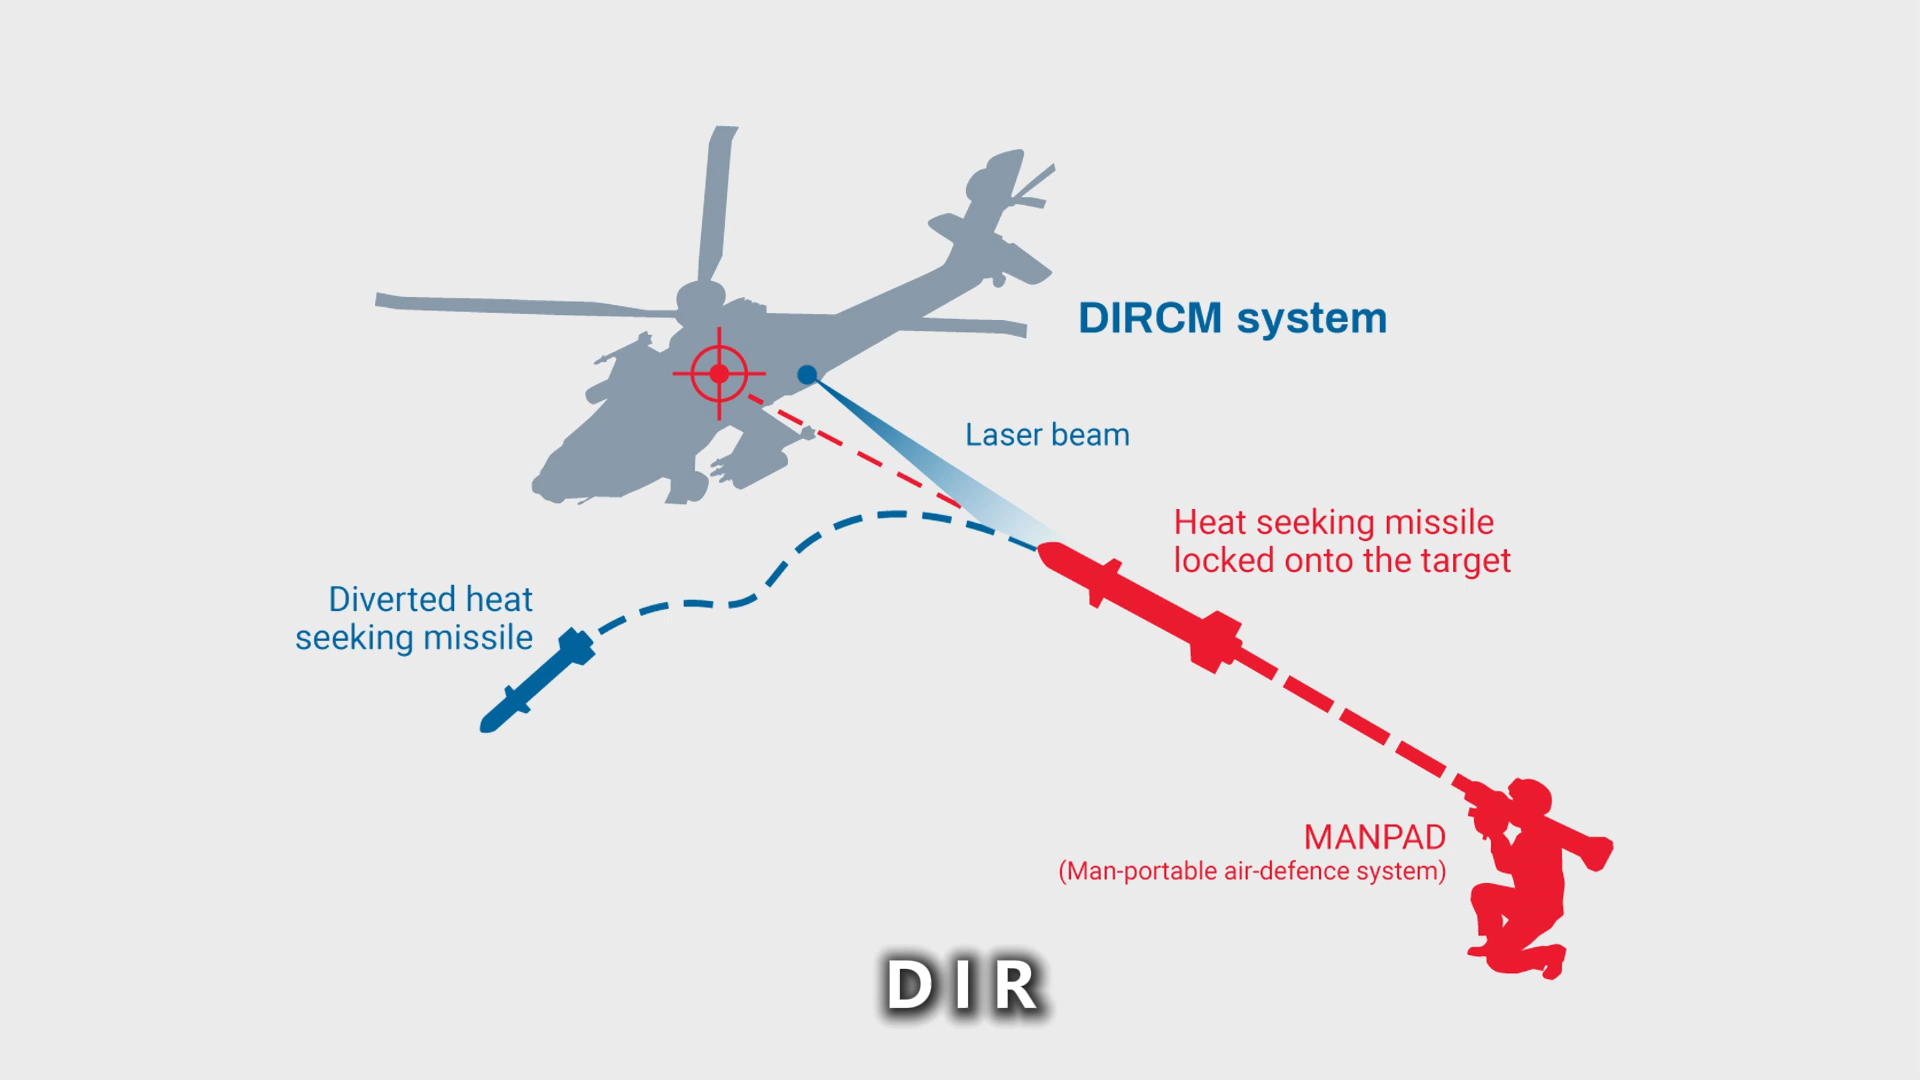 DIRCM system
Laser beam
Heat seeking missile
locked onto the target
Diverted heat
seeking missile
MANPAD
(Man-portable air-defence system)
D I R